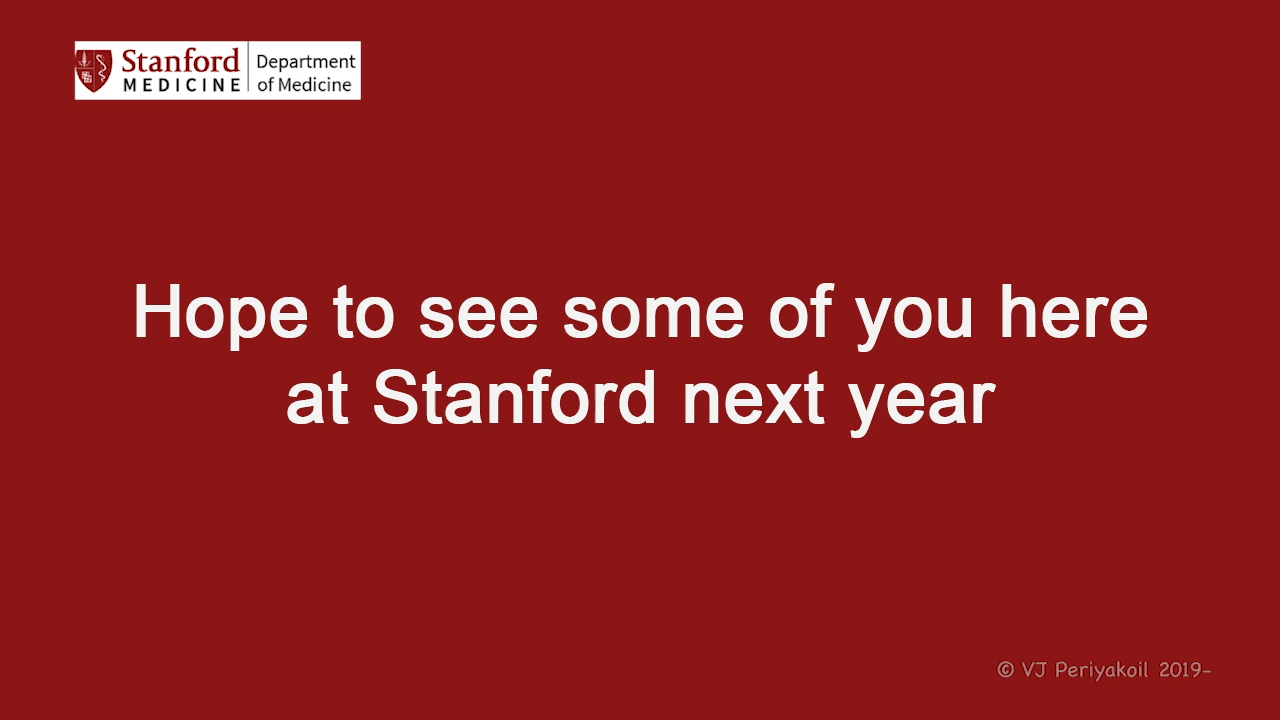 Stanford
MEDICINE
Department
of Medicine
Hope to see some of you here
at Stanford next year
© VJ Periyakoil 2019-